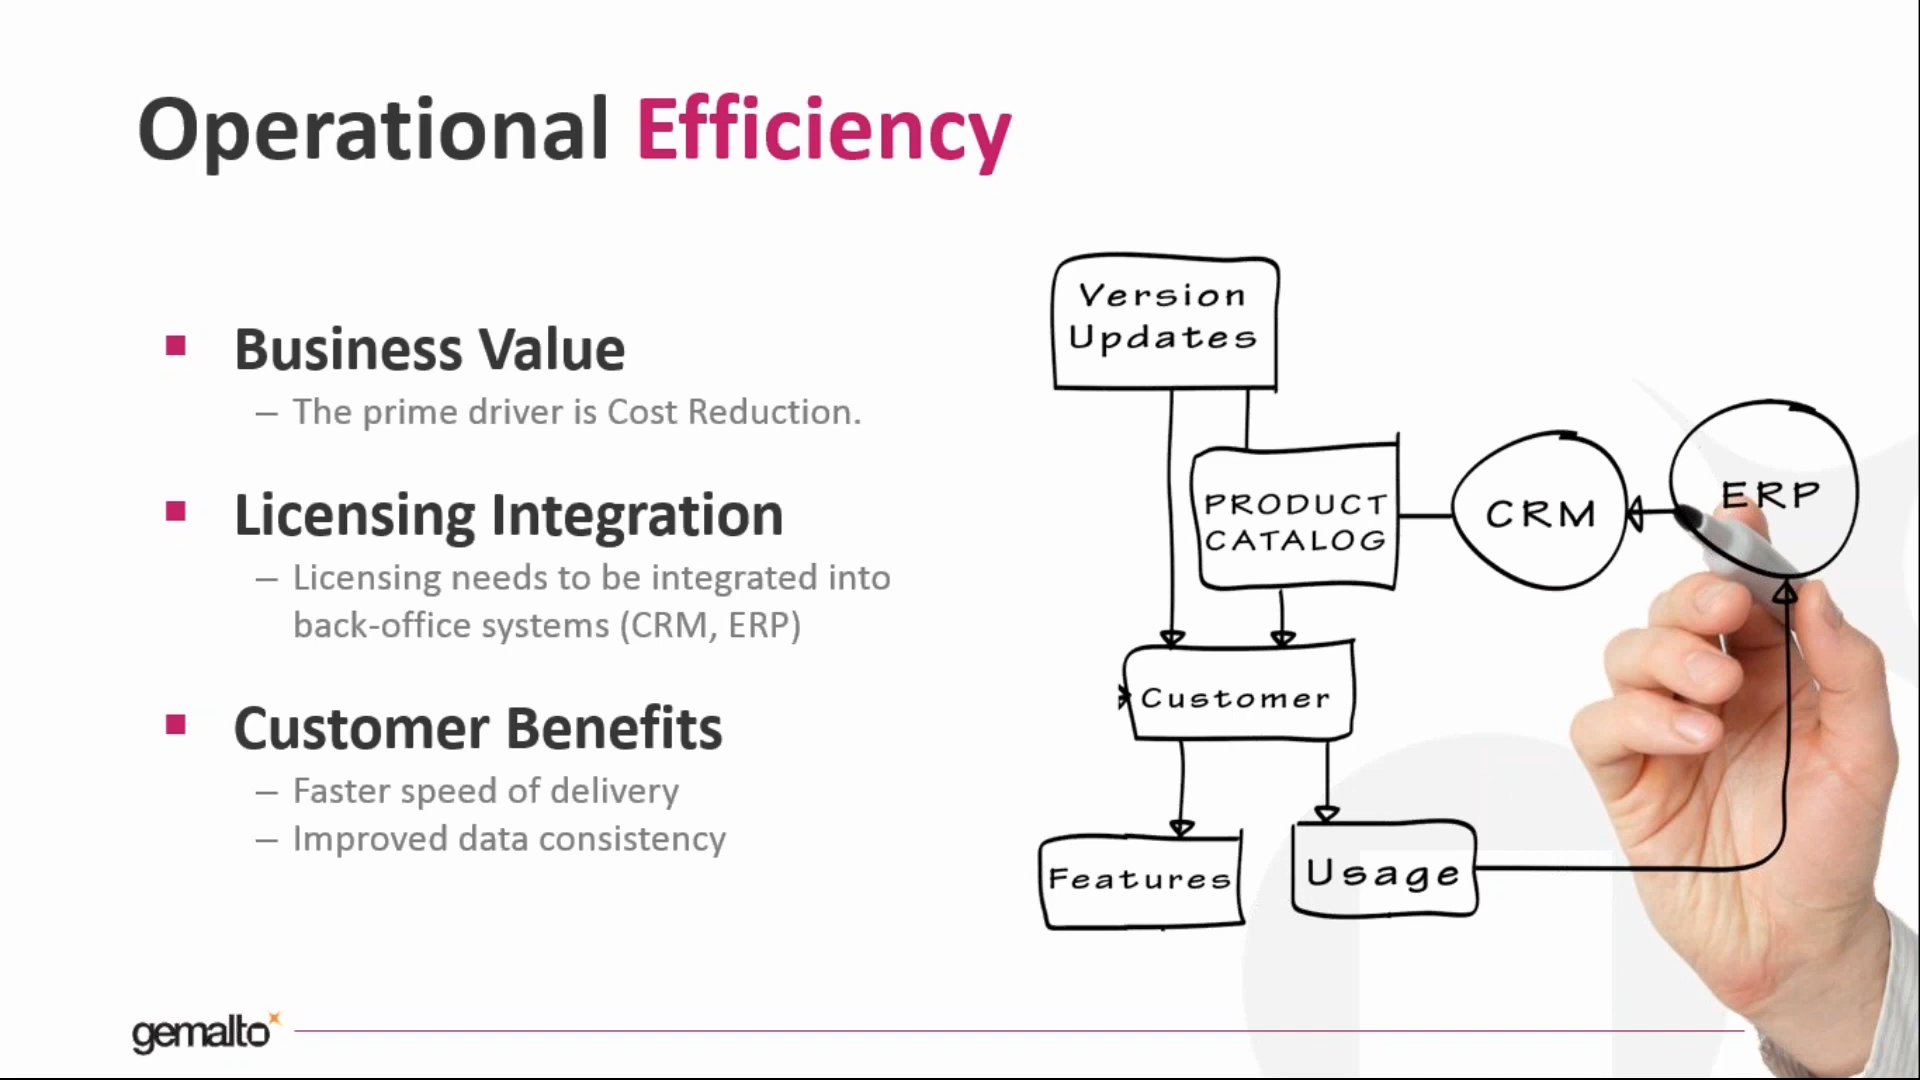 Operational Efficiency
Business Value
– The prime driver is Cost Reduction.
Licensing Integration
– Licensing needs to be integrated into
back-office systems (CRM, ERP)
Customer Benefits
– Faster speed of delivery
– Improved data consistency
Version
Updates
PRODUCT
CATALOG
CRM
ERP
Customer
Features
Usage
gemalto